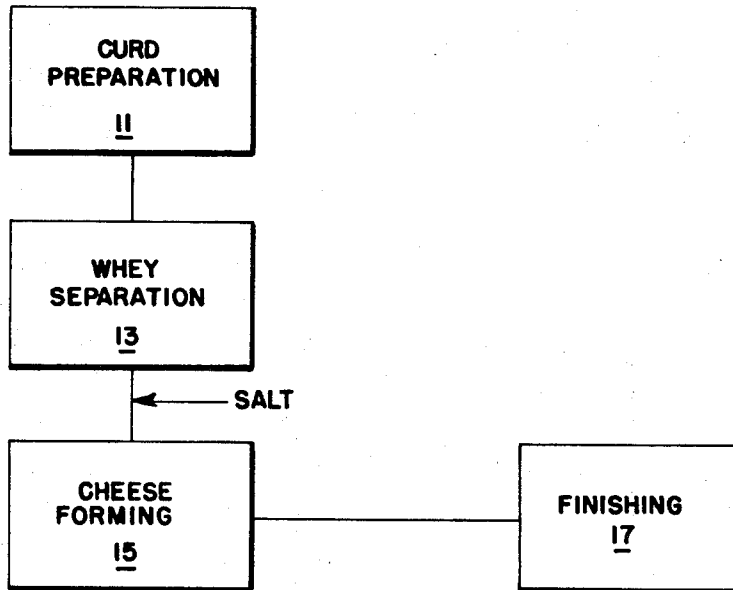 CURD
PREPARATION
11
WHEY
SEPARATION
13
SALT
CHEESE
FORMING
15
FINISHING
17